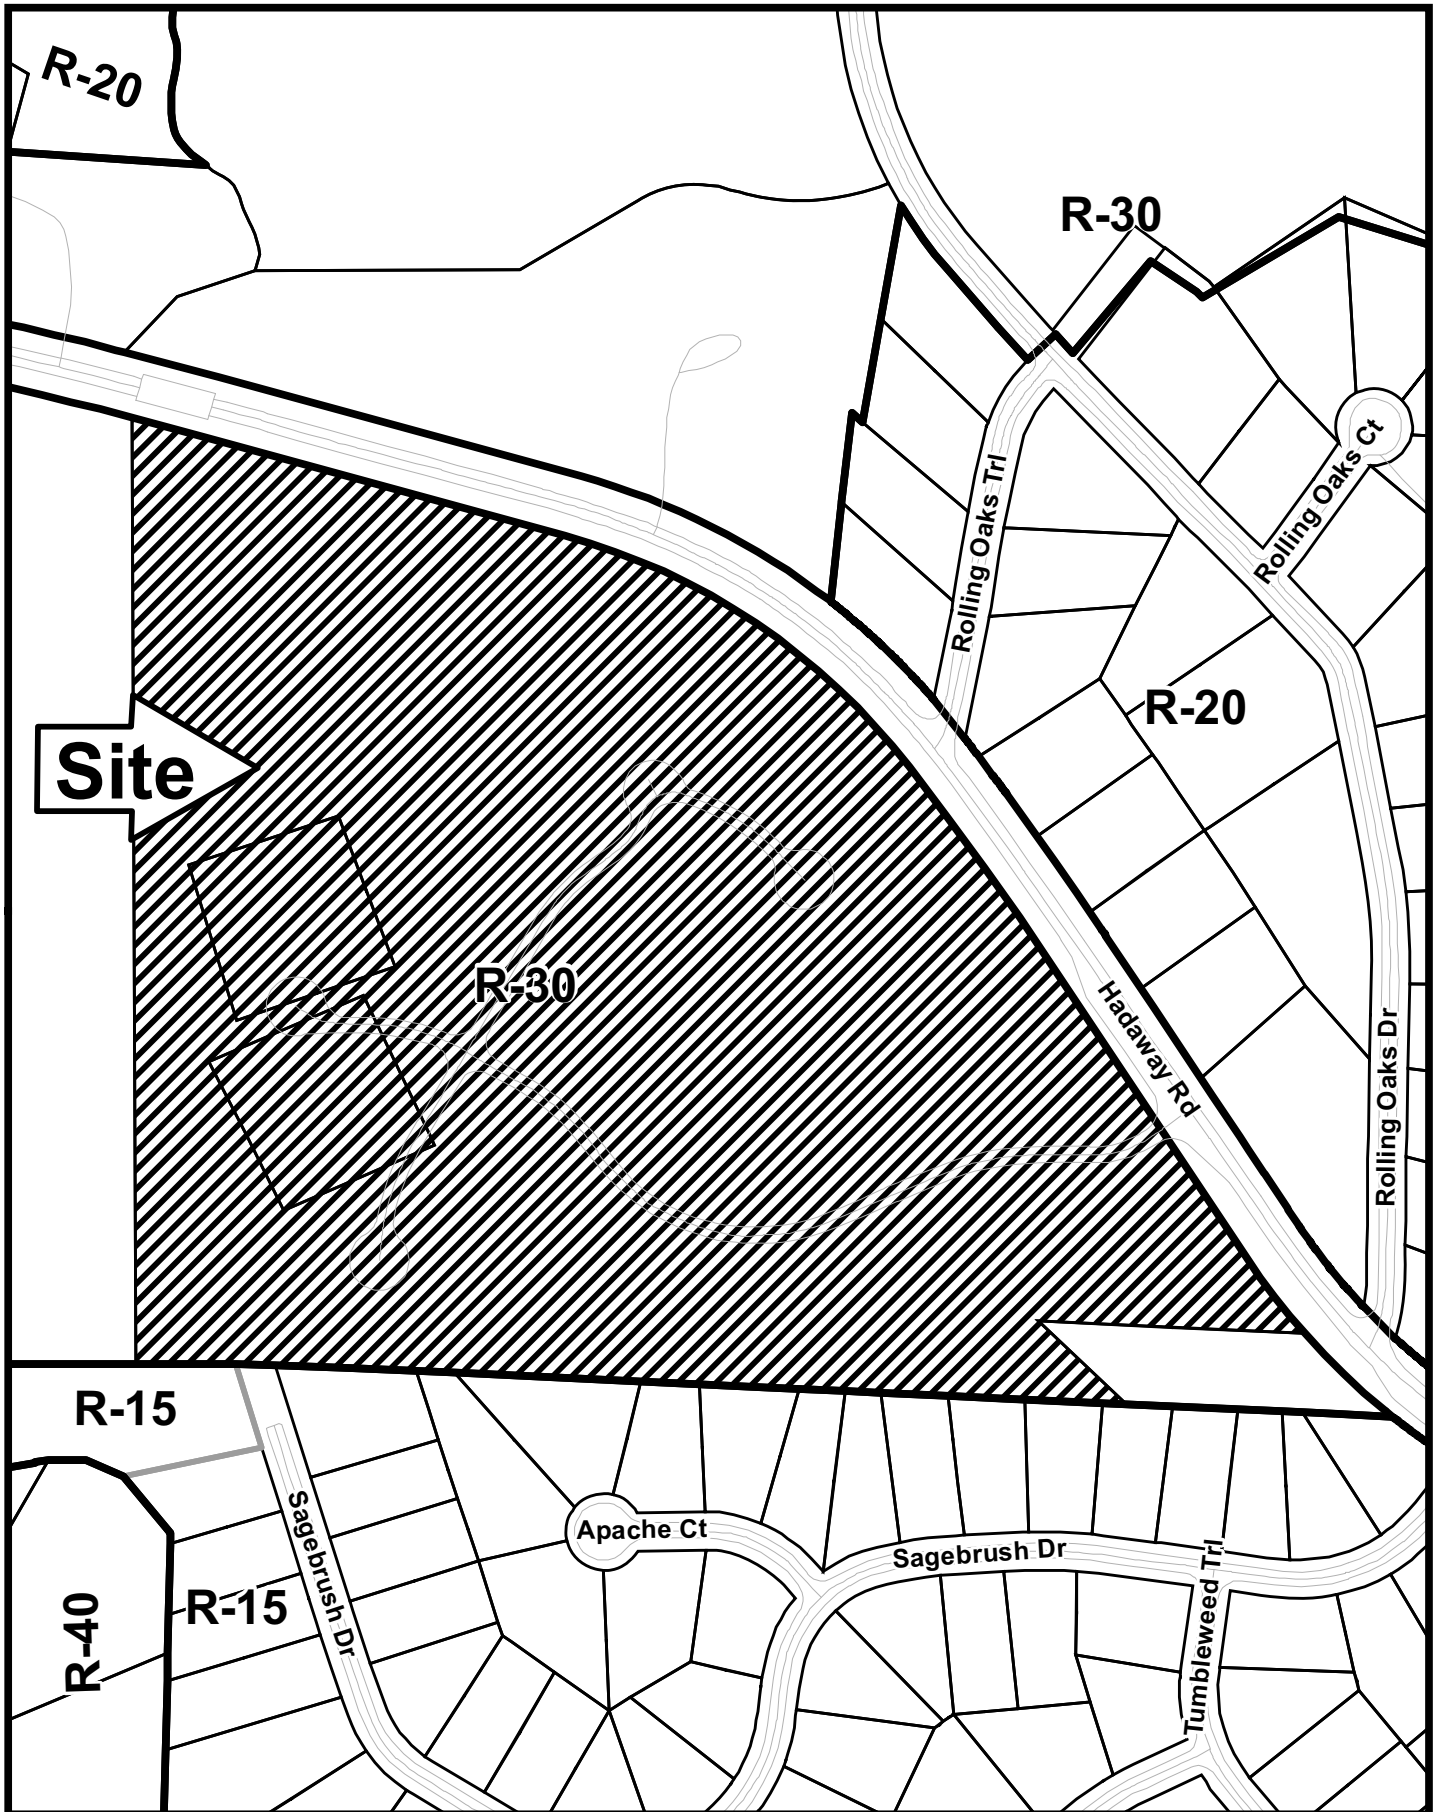 R-20
R-30
Rolling Oaks Ct
Rolling Oaks Trl
R-20
Site
R-30
Hadaway Rd
Rolling Oaks Dr
R-15
Sagebrush Dr
Apache Ct
Sagebrush Dr
R-15
R-40
Tumbleweed Trl